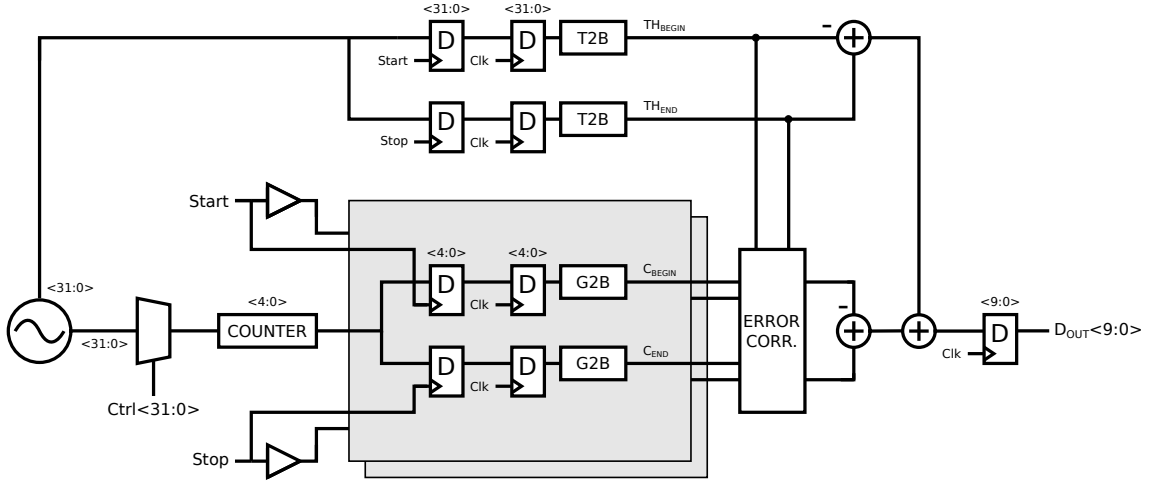 <31:0>
<31:0>
D
D
T2B
TH_BEGIN
-
+
Start
Clk
D
D
T2B
TH_END
Stop
Clk
Start
<4:0>
<4:0>
D
D
G2B
C_BEGIN
Clk
<31:0>
<31:0>
<4:0>
COUNTER
Ctrl<31:0>
D
D
G2B
C_END
Clk
Stop
ERROR
CORR.
-
+
+
<9:0>
D
Clk
D_OUT<9:0>